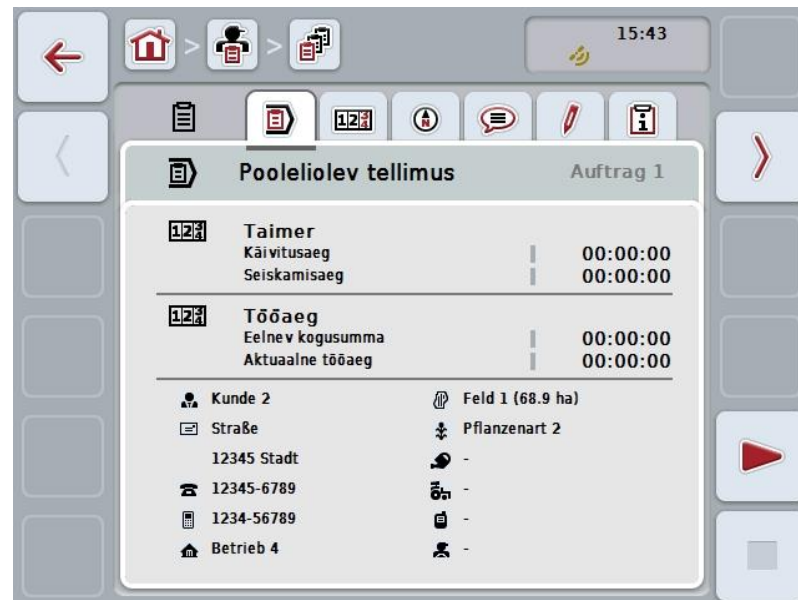 15:43
Pooleliolev tellimus Auftrag 1
Taimer
Käivitusaeg 00:00:00
Seiskamisaeg 00:00:00
Tööaeg
Eelnev kogusumma 00:00:00
Aktuaalne tööaeg 00:00:00
Kunde 2 Feld 1 (68.9 ha)
Straße Pflanzenart 2
12345 Stadt -
12345-6789 -
1234-56789 -
Betrieb 4 -